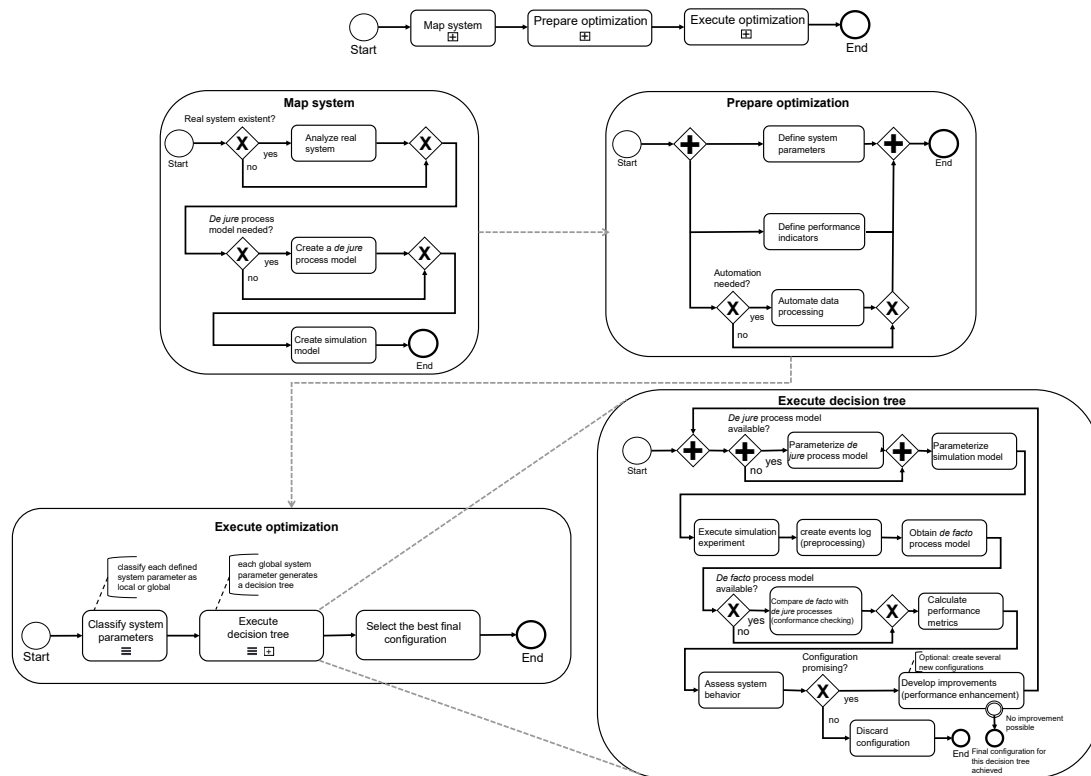 Map system
Prepare optimization
Execute optimization
Start
End
Map system
Real system existent?
Analyze real
system
Start
yes
no
De jure process
model needed?
Create a de jure
process model
yes
no
Create simulation
model
End
Prepare optimization
Define system
parameters
Start
End
Define performance
indicators
Automation
needed?
Automate data
processing
yes
no
Execute optimization
classify each defined
system parameter as
local or global
each global system
parameter generates
a decision tree
Classify system
parameters
Execute
decision tree
Select the best final
configuration
Start
End
Execute decision tree
De jure process model
available?
Parameterize de
jure process model
Parameterize
simulation model
Start
yes
no
Execute simulation
experiment
create events log
(preprocessing)
Obtain de facto
process model
De facto process model
available?
Compare de facto with
de jure processes
(conformance checking)
Calculate
performance
metrics
yes
no
Configuration
promising?
Optional: create several
new configurations
Assess system
behavior
Develop improvements
(performance enhancement)
yes
no
No improvement
possible
Discard
configuration
End
Final configuration for
this decision tree
achieved